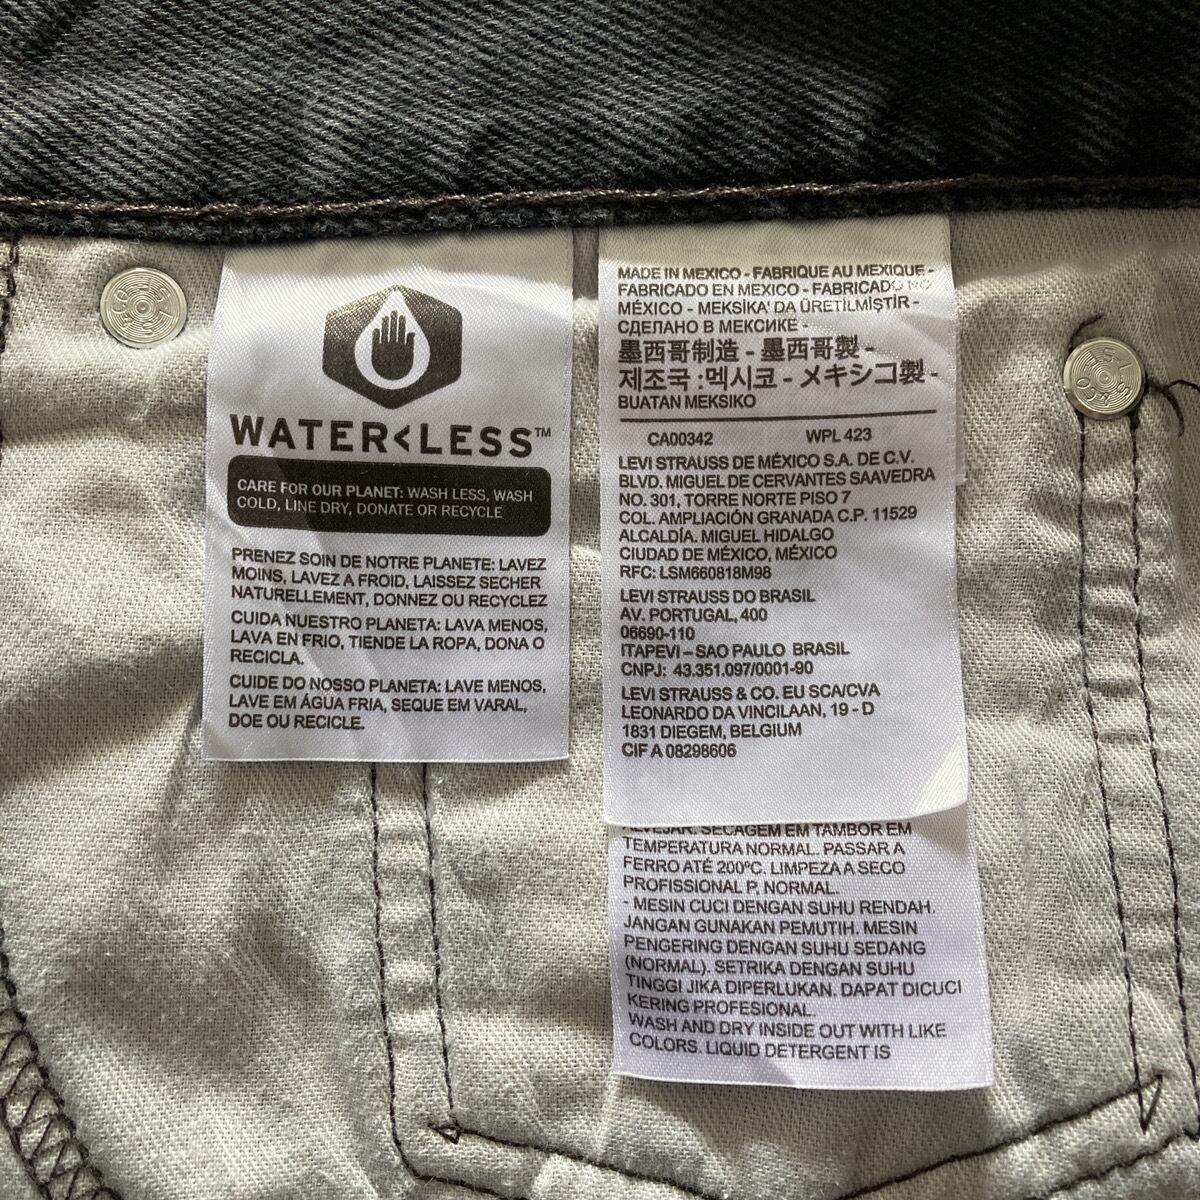 WATER<LESS™
CARE FOR OUR PLANET: WASH LESS, WASH
COLD, LINE DRY, DONATE OR RECYCLE
PRENEZ SOIN DE NOTRE PLANETE: LAVEZ
MOINS, LAVEZ A FROID, LAISSEZ SECHER
NATURELLEMENT, DONNEZ OU RECYCLEZ
CUIDA NUESTRO PLANETA: LAVA MENOS,
LAVA EN FRIO, TIENDE LA ROPA, DONA O
RECICLA.
CUIDE DO NOSSO PLANETA: LAVE MENOS,
LAVE EM ÁGUA FRIA, SEQUE EM VARAL,
DOE OU RECICLE.
MADE IN MEXICO - FABRIQUE AU MEXIQUE -
FABRICADO EN MEXICO - FABRICADO NO
MÉXICO - MEKSİKA' DA ÜRETİLMİŞTİR -
СДЕЛАНО В МЕКСИКЕ -
墨西哥制造 - 墨西哥製 -
제조국 : 멕시코 - メキシコ製 -
BUATAN MEKSIKO
CA00342 WPL 423
LEVI STRAUSS DE MÉXICO S.A. DE C.V.
BLVD. MIGUEL DE CERVANTES SAAVEDRA
NO. 301, TORRE NORTE PISO 7
COL. AMPLIACIÓN GRANADA C.P. 11529
ALCALDÍA. MIGUEL HIDALGO
CIUDAD DE MÉXICO, MÉXICO
RFC: LSM660818M98
LEVI STRAUSS DO BRASIL
AV. PORTUGAL, 400
06690-110
ITAPEVI – SAO PAULO BRASIL
CNPJ: 43.351.097/0001-90
LEVI STRAUSS & CO. EU SCA/CVA
LEONARDO DA VINCILAAN, 19 - D
1831 DIEGEM, BELGIUM
CIF A 08298606
ALVEJAR. SECAGEM EM TAMBOR EM
TEMPERATURA NORMAL. PASSAR A
FERRO ATÉ 200ºC. LIMPEZA A SECO
PROFISSIONAL P, NORMAL.
- MESIN CUCI DENGAN SUHU RENDAH.
JANGAN GUNAKAN PEMUTIH. MESIN
PENGERING DENGAN SUHU SEDANG
(NORMAL). SETRIKA DENGAN SUHU
TINGGI JIKA DIPERLUKAN. DAPAT DICUCI
KERING PROFESIONAL.
WASH AND DRY INSIDE OUT WITH LIKE
COLORS. LIQUID DETERGENT IS